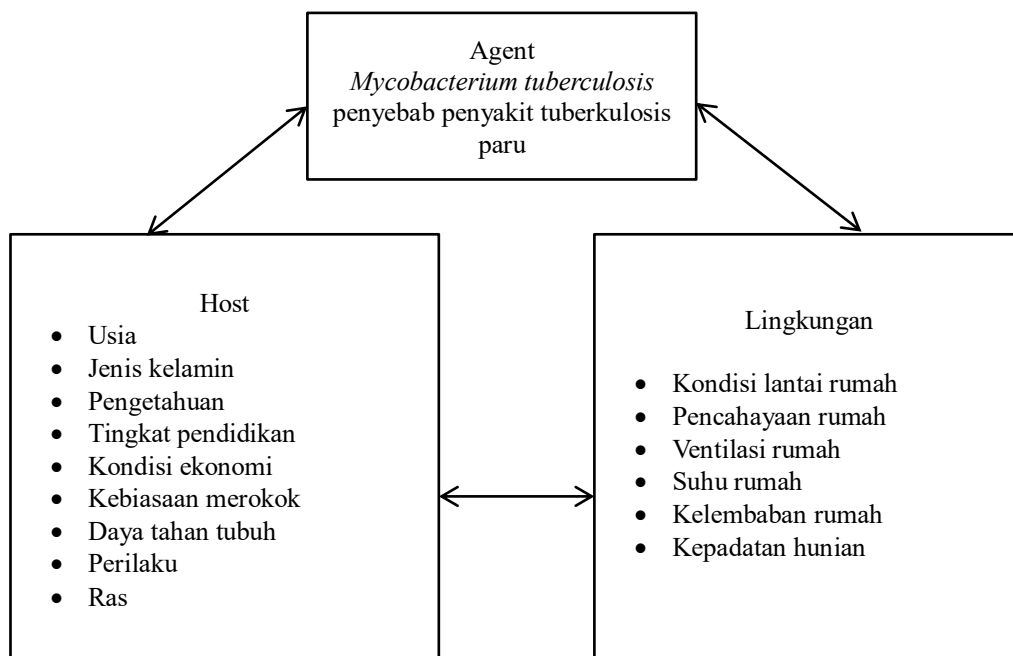 Agent
Mycobacterium tuberculosis
penyebab penyakit tuberkulosis
paru
Host
• Usia
• Jenis kelamin
• Pengetahuan
• Tingkat pendidikan
• Kondisi ekonomi
• Kebiasaan merokok
• Daya tahan tubuh
• Perilaku
• Ras
Lingkungan
• Kondisi lantai rumah
• Pencahayaan rumah
• Ventilasi rumah
• Suhu rumah
• Kelembaban rumah
• Kepadatan hunian